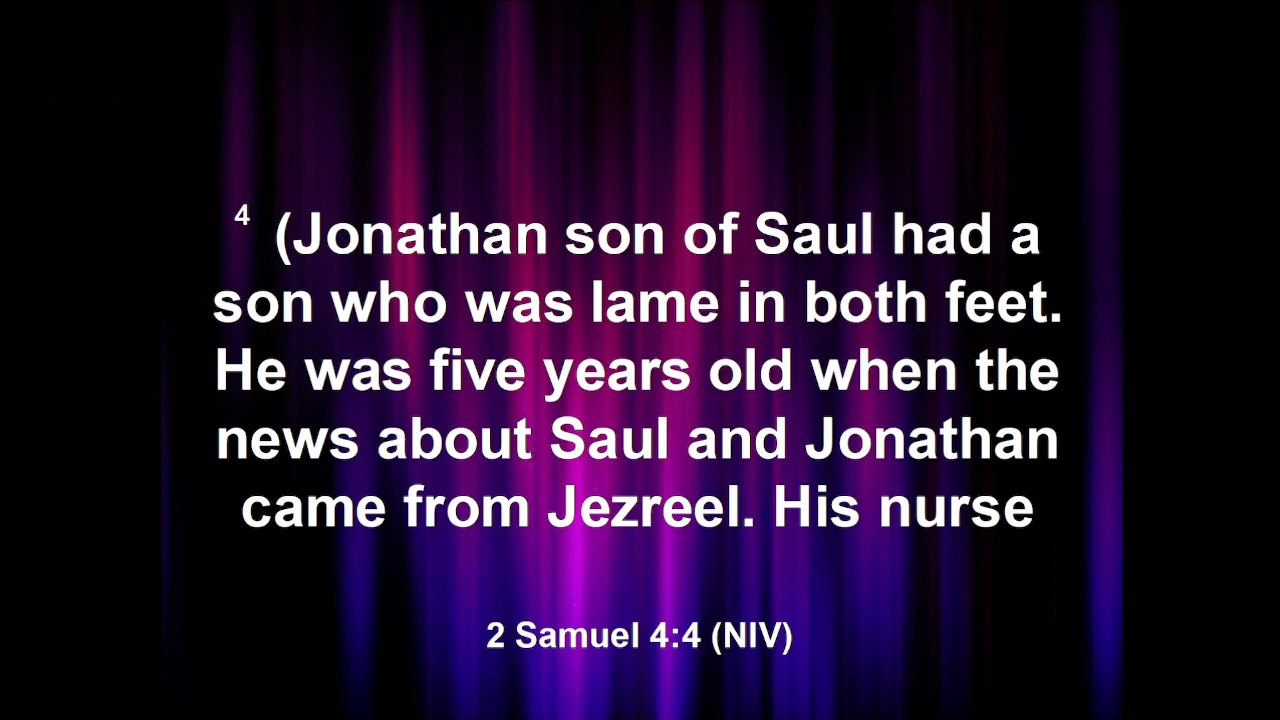 4 (Jonathan son of Saul had a
son who was lame in both feet.
He was five years old when the
news about Saul and Jonathan
came from Jezreel. His nurse
2 Samuel 4:4 (NIV)